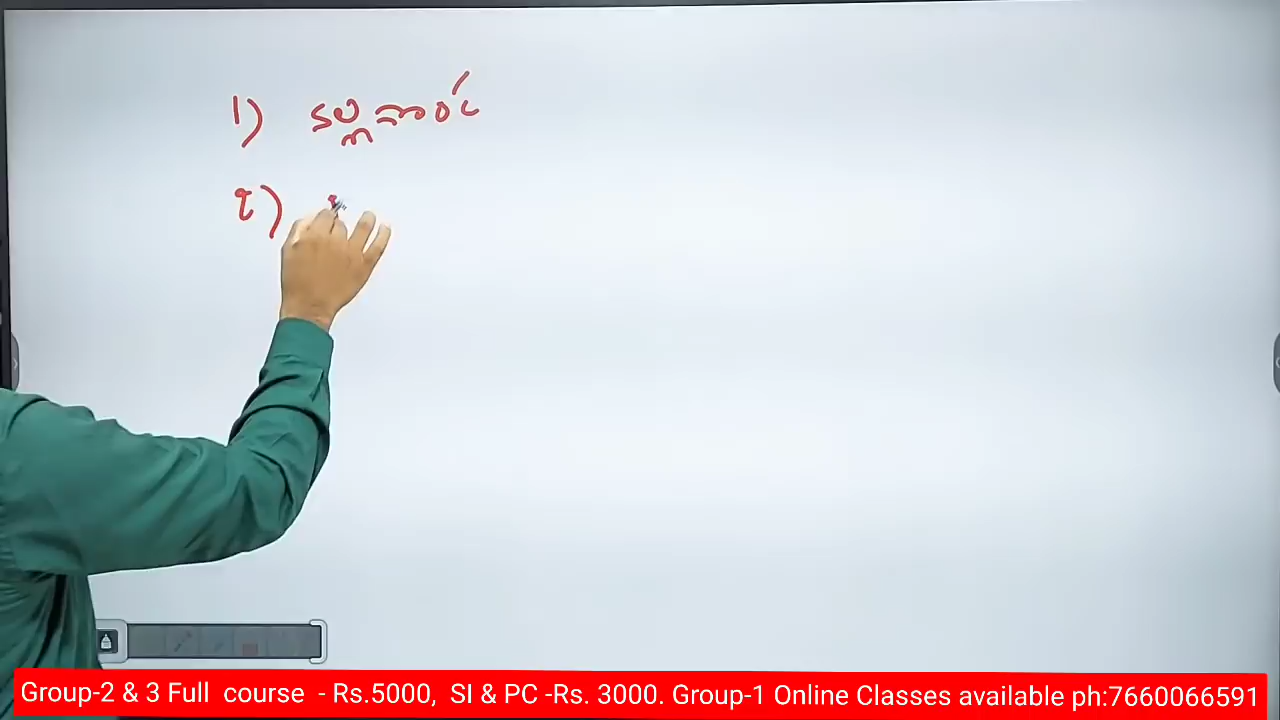 1)
2)
Group-2 & 3 Full course - Rs.5000, SI & PC -Rs. 3000. Group-1 Online Classes available ph:7660066591